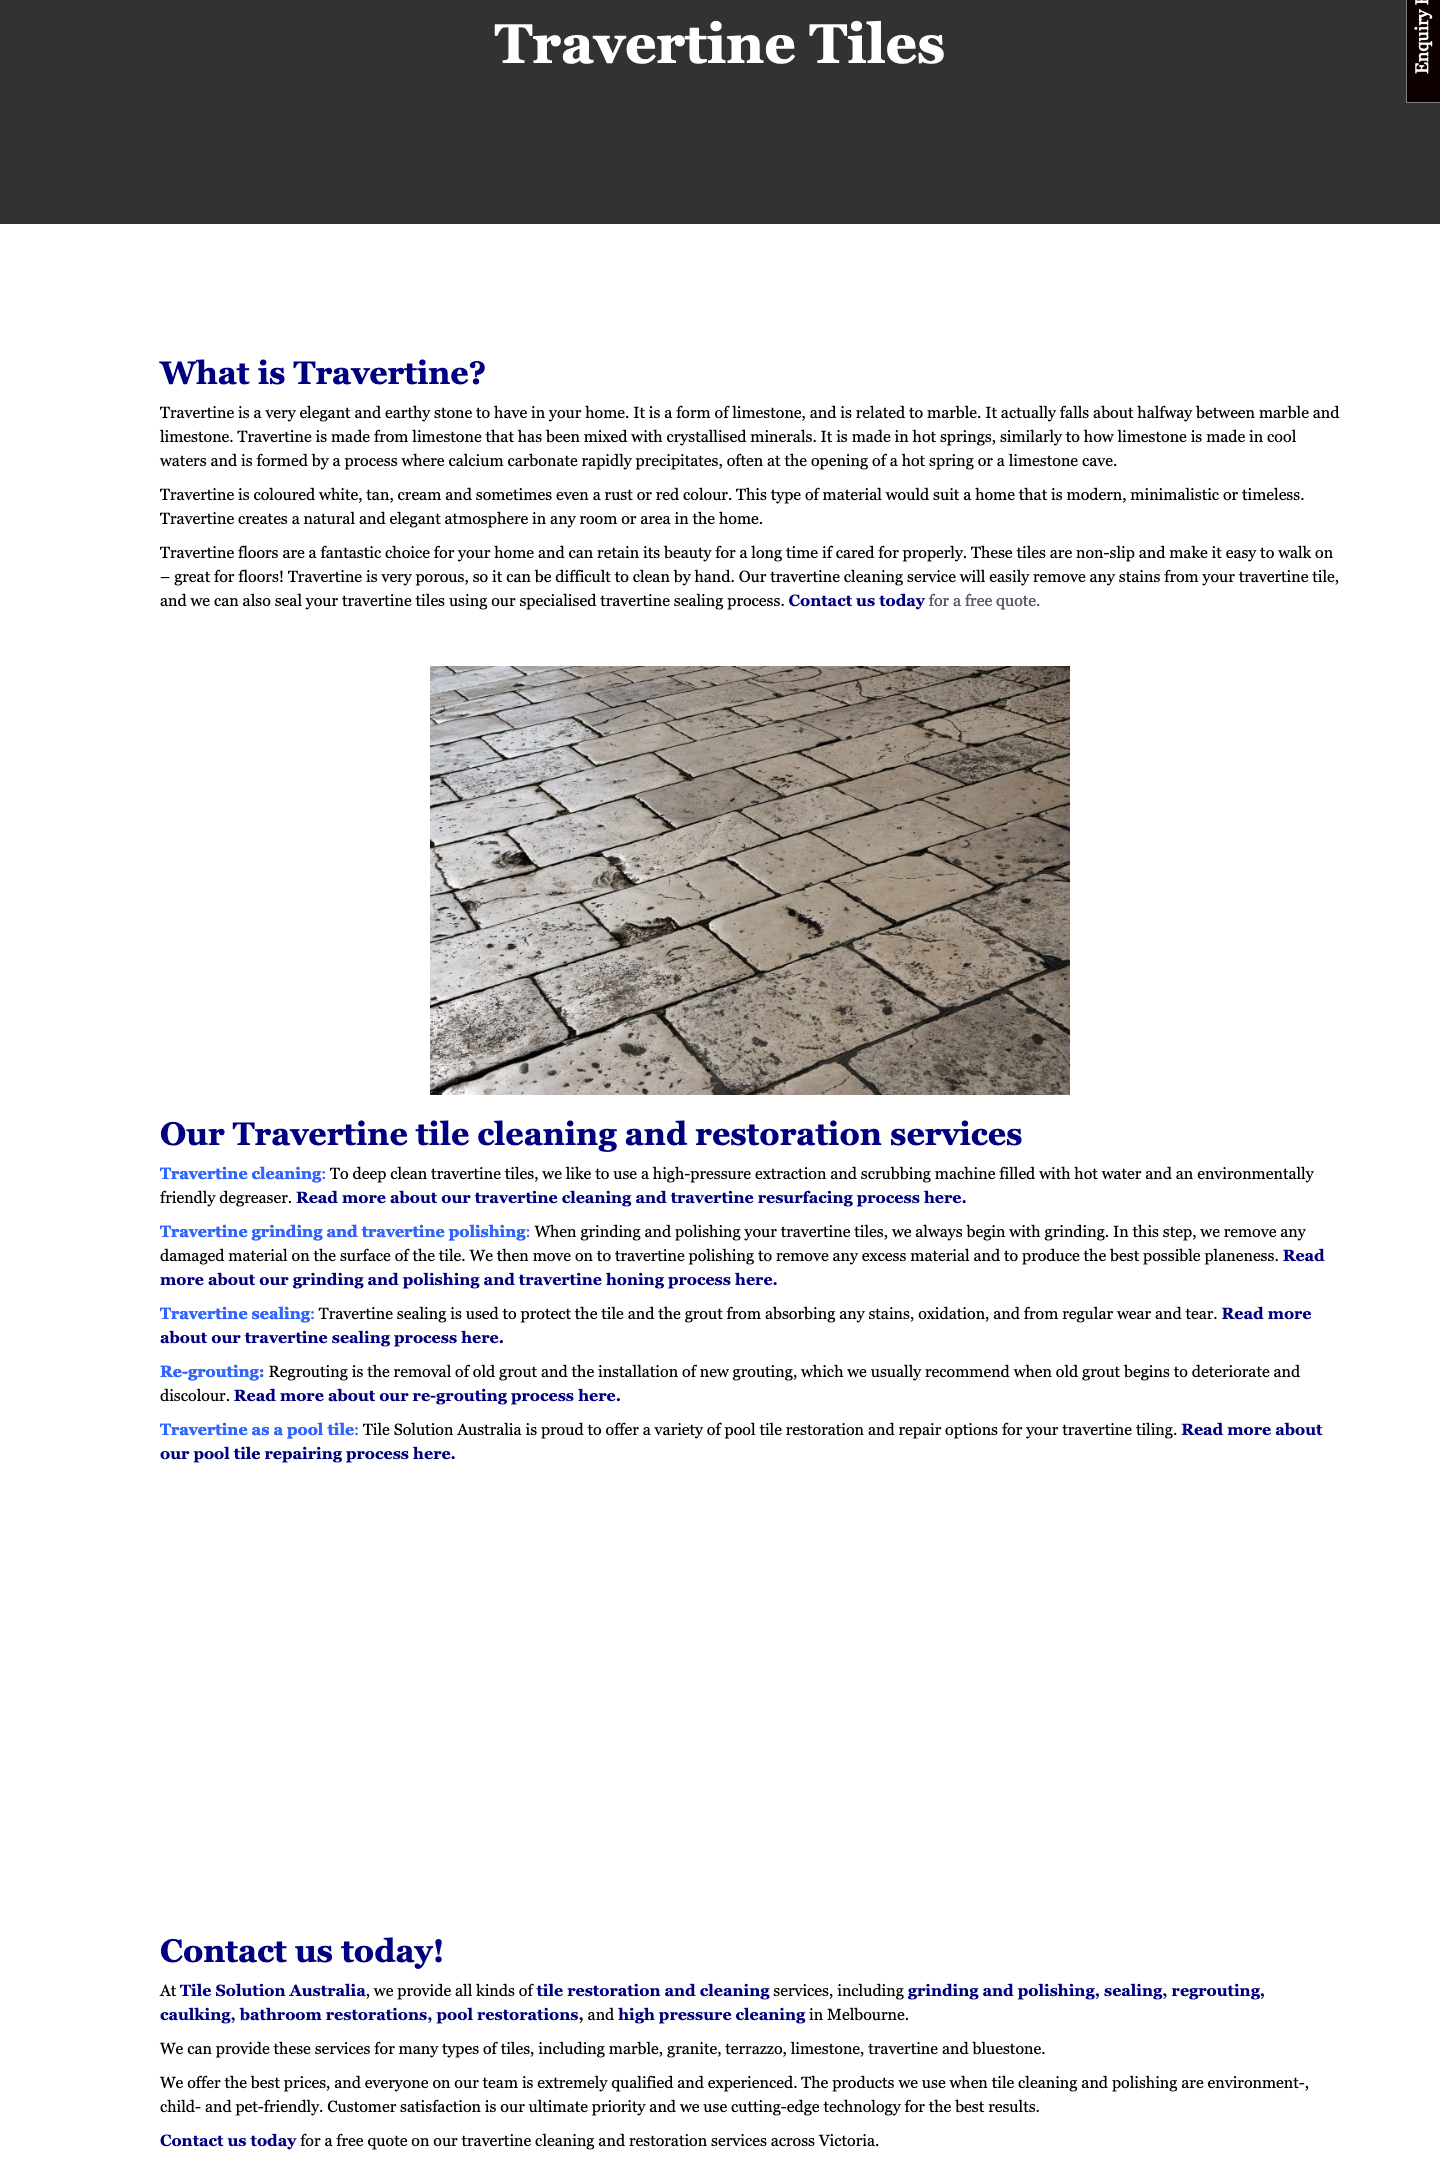 Travertine Tiles
Enquiry
What is Travertine?
Travertine is a very elegant and earthy stone to have in your home. It is a form of limestone, and is related to marble. It actually falls about halfway between marble and
limestone. Travertine is made from limestone that has been mixed with crystallised minerals. It is made in hot springs, similarly to how limestone is made in cool
waters and is formed by a process where calcium carbonate rapidly precipitates, often at the opening of a hot spring or a limestone cave.
Travertine is coloured white, tan, cream and sometimes even a rust or red colour. This type of material would suit a home that is modern, minimalistic or timeless.
Travertine creates a natural and elegant atmosphere in any room or area in the home.
Travertine floors are a fantastic choice for your home and can retain its beauty for a long time if cared for properly. These tiles are non-slip and make it easy to walk on
– great for floors! Travertine is very porous, so it can be difficult to clean by hand. Our travertine cleaning service will easily remove any stains from your travertine tile,
and we can also seal your travertine tiles using our specialised travertine sealing process. Contact us today for a free quote.
Our Travertine tile cleaning and restoration services
Travertine cleaning: To deep clean travertine tiles, we like to use a high-pressure extraction and scrubbing machine filled with hot water and an environmentally
friendly degreaser. Read more about our travertine cleaning and travertine resurfacing process here.
Travertine grinding and travertine polishing: When grinding and polishing your travertine tiles, we always begin with grinding. In this step, we remove any
damaged material on the surface of the tile. We then move on to travertine polishing to remove any excess material and to produce the best possible planeness. Read
more about our grinding and polishing and travertine honing process here.
Travertine sealing: Travertine sealing is used to protect the tile and the grout from absorbing any stains, oxidation, and from regular wear and tear. Read more
about our travertine sealing process here.
Re-grouting: Regrouting is the removal of old grout and the installation of new grouting, which we usually recommend when old grout begins to deteriorate and
discolour. Read more about our re-grouting process here.
Travertine as a pool tile: Tile Solution Australia is proud to offer a variety of pool tile restoration and repair options for your travertine tiling. Read more about
our pool tile repairing process here.
Contact us today!
At Tile Solution Australia, we provide all kinds of tile restoration and cleaning services, including grinding and polishing, sealing, regrouting,
caulking, bathroom restorations, pool restorations, and high pressure cleaning in Melbourne.
We can provide these services for many types of tiles, including marble, granite, terrazzo, limestone, travertine and bluestone.
We offer the best prices, and everyone on our team is extremely qualified and experienced. The products we use when tile cleaning and polishing are environment-,
child- and pet-friendly. Customer satisfaction is our ultimate priority and we use cutting-edge technology for the best results.
Contact us today for a free quote on our travertine cleaning and restoration services across Victoria.